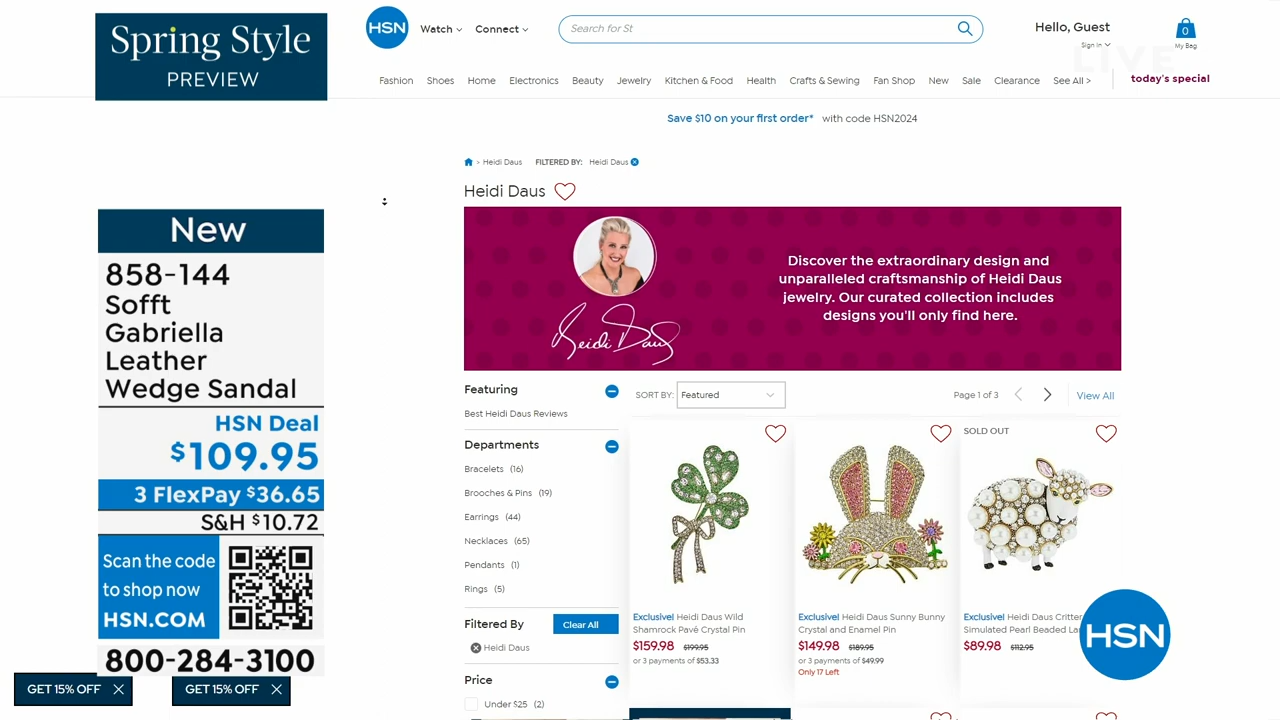 Spring Style
PREVIEW
HSN
Watch
Connect
Search for St
Hello, Guest
Sign In
0
My Bag
LIVE
Fashion
Shoes
Home
Electronics
Beauty
Jewelry
Kitchen & Food
Health
Crafts & Sewing
Fan Shop
New
Sale
Clearance
See All >
today's special
Save $10 on your first order* with code HSN2024
> Heidi Daus FILTERED BY: Heidi Daus
Heidi Daus
Heidi Daus
Discover the extraordinary design and
unparalleled craftsmanship of Heidi Daus
jewelry. Our curated collection includes
designs you'll only find here.
New
858-144
Sofft
Gabriella
Leather
Wedge Sandal
HSN Deal
$109.95
3 FlexPay $36.65
S&H $10.72
Scan the code
to shop now
HSN.COM
800-284-3100
GET 15% OFF
GET 15% OFF
Featuring
Best Heidi Daus Reviews
Departments
Bracelets (16)
Brooches & Pins (19)
Earrings (44)
Necklaces (65)
Pendants (1)
Rings (5)
Filtered By
Clear All
Heidi Daus
Price
Under $25 (2)
SORT BY: Featured
Page 1 of 3
View All
Exclusive! Heidi Daus Wild
Shamrock Pavé Crystal Pin
$159.98 $199.95
or 3 payments of $53.33
Exclusive! Heidi Daus Sunny Bunny
Crystal and Enamel Pin
$149.98 $189.95
or 3 payments of $49.99
Only 17 Left
SOLD OUT
Exclusive! Heidi Daus Critter
Simulated Pearl Beaded La
$89.98 $112.95
HSN